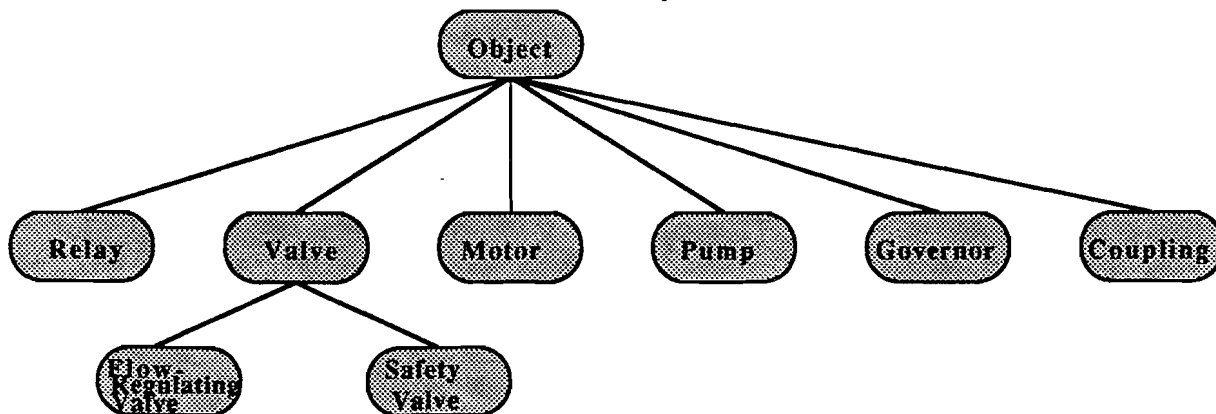 Object
Relay
Valve
Motor
Pump
Governor
Coupling
Flow-
Regulating
Valve
Safety
Valve